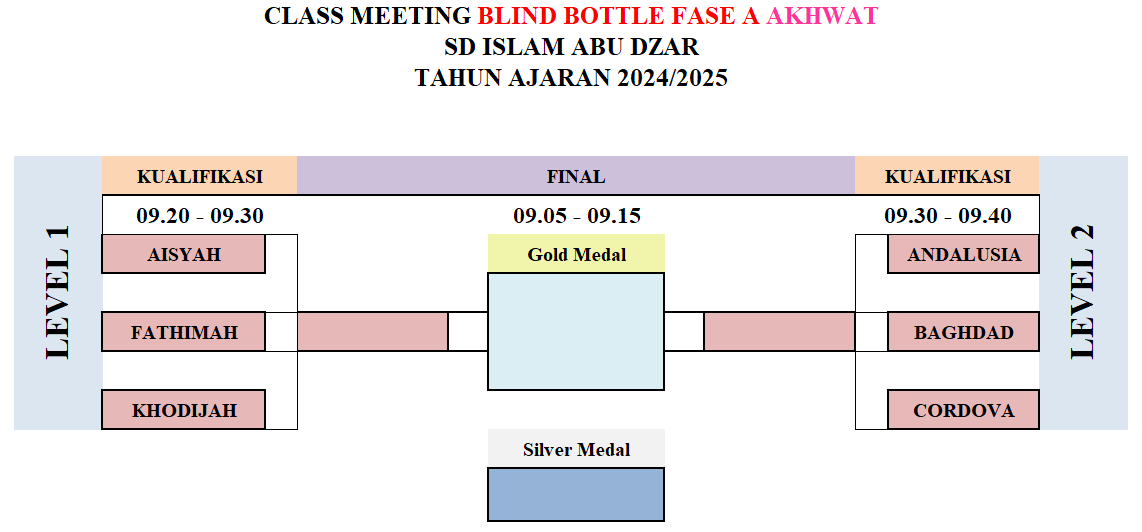 CLASS MEETING BLIND BOTTLE FASE A AKHWAT
SD ISLAM ABU DZAR
TAHUN AJARAN 2024/2025
LEVEL 1
KUALIFIKASI
09.20 - 09.30
AISYAH
FATHIMAH
KHODIJAH
FINAL
09.05 - 09.15
Gold Medal
Silver Medal
KUALIFIKASI
09.30 - 09.40
ANDALUSIA
BAGHDAD
CORDOVA
LEVEL 2